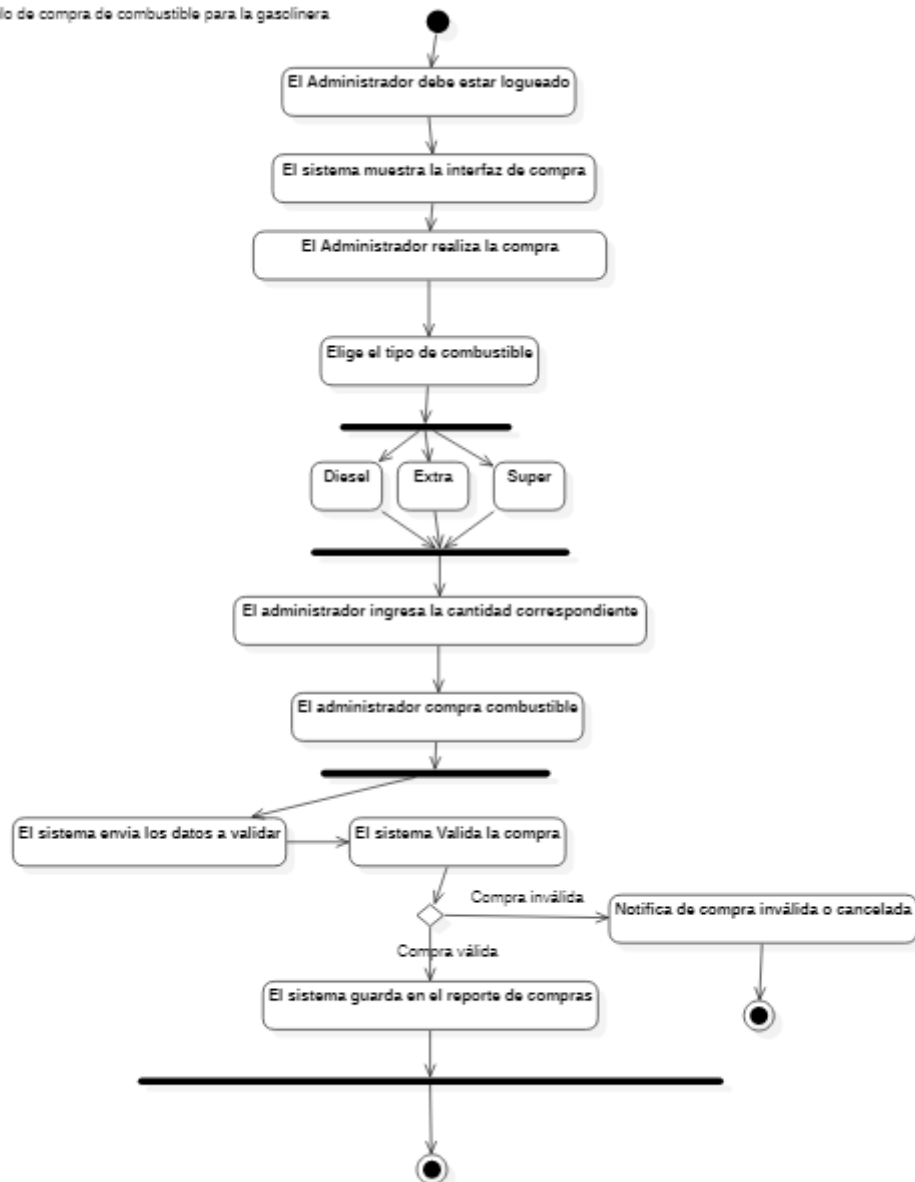 lo de compra de combustible para la gasolinera
El Administrador debe estar logueado
El sistema muestra la interfaz de compra
El Administrador realiza la compra
Elige el tipo de combustible
Diesel
Extra
Super
El administrador ingresa la cantidad correspondiente
El administrador compra combustible
El sistema envia los datos a validar
El sistema Valida la compra
Compra inválida
Notifica de compra inválida o cancelada
Compra válida
El sistema guarda en el reporte de compras